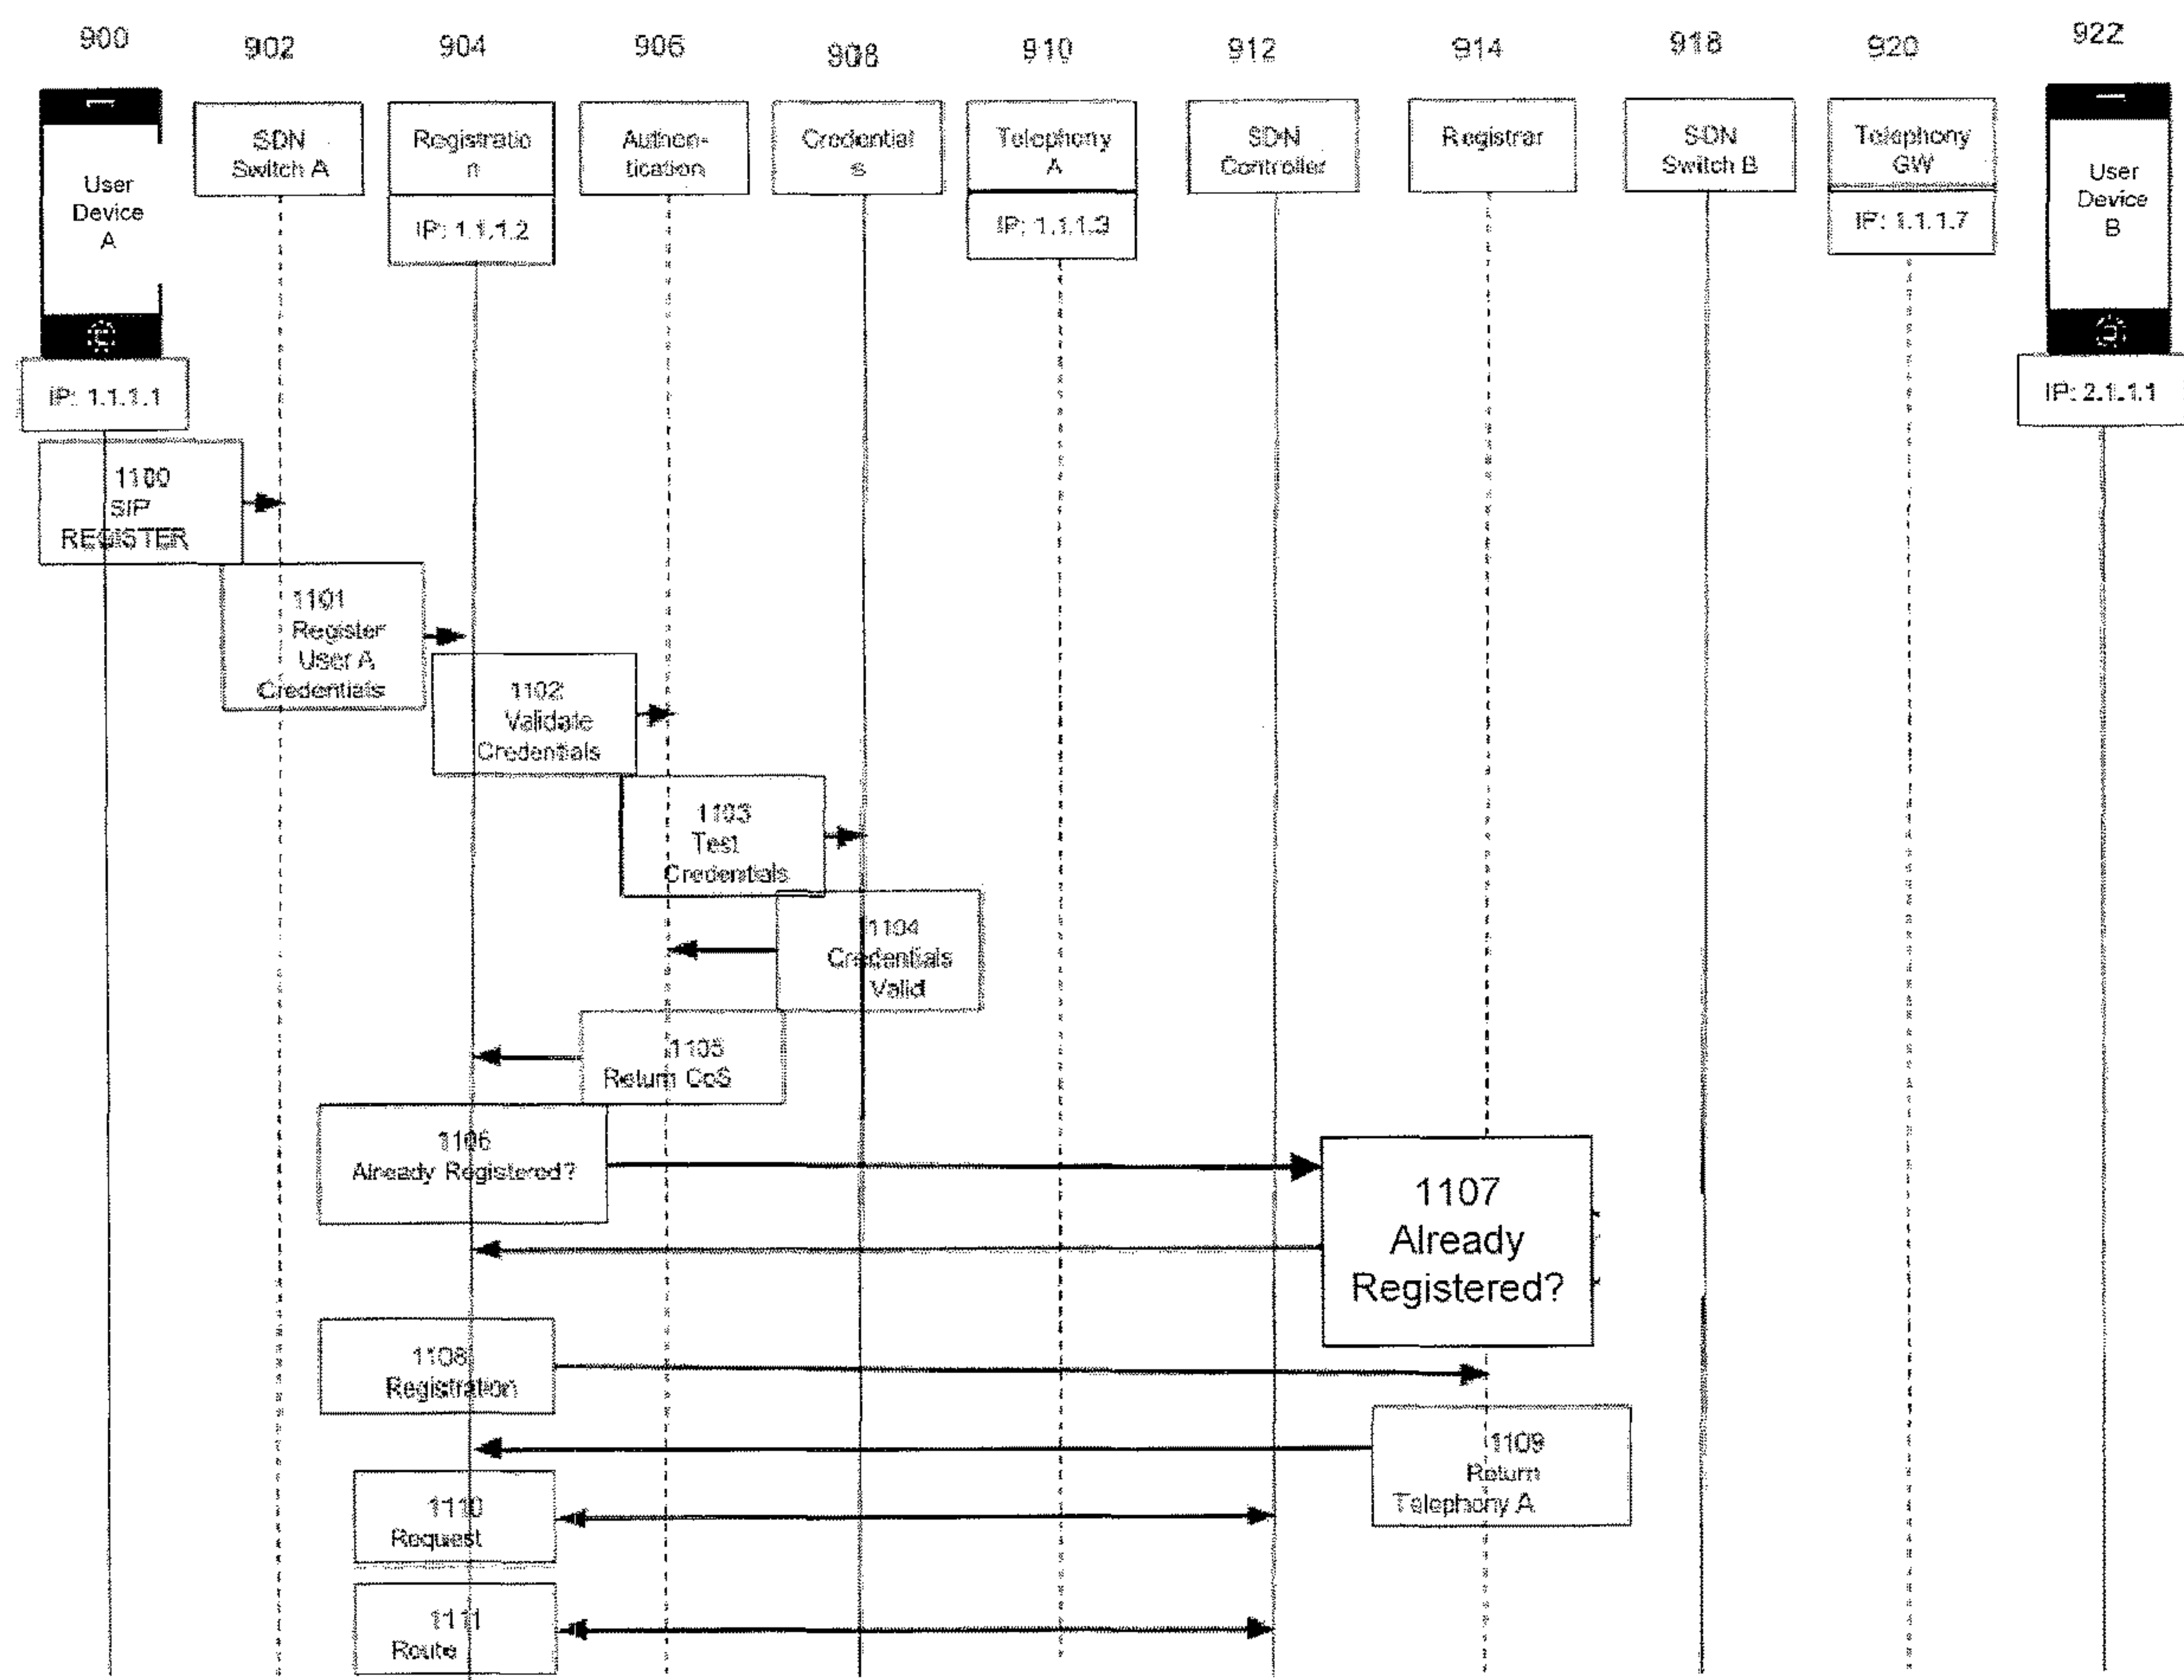 900
902
904
906
908
910
912
914
918
920
922
User
Device
A
IP: 1.1.1.1
SDN
Switch A
Registratio
n
IP: 1.1.1.2
Authen-
tication
Credential
s
Telephony
A
IP: 1.1.1.3
SDN
Controller
Registrar
SDN
Switch B
Telephony
GW
IP: 1.1.1.7
User
Device
B
IP: 2.1.1.1
1100
SIP
REGISTER
1101
Register
User A
Credentials
1102
Validate
Credentials
1103
Test
Credentials
1104
Credentials
Valid
1105
Return CoS
1106
Already Registered?
1107
Already
Registered?
1108
Registration
1109
Return
Telephony A
1110
Request
1111
Route